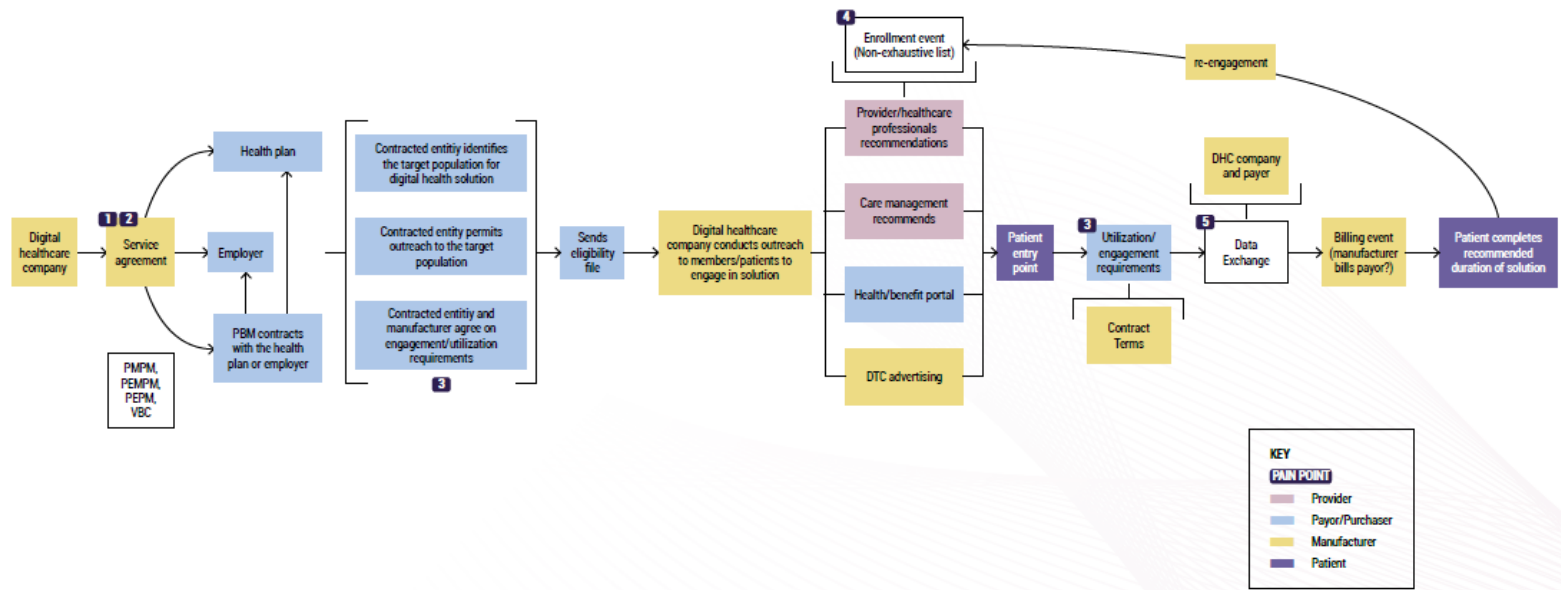 Digital
healthcare
company
1 2
Service
agreement
PMPM,
PEMPM,
PEPM,
VBC
Health plan
Employer
PBM contracts
with the health
plan or employer
Contracted entitiy identifies
the target population for
digital health solution
Contracted entity permits
outreach to the target
population
Contracted entitiy and
manufacturer agree on
engagement/utilization
requirements
3
Sends
eligibility
file
Digital healthcare
company conducts outreach
to members/patients to
engage in solution
4
Enrollment event
(Non-exhaustive list)
Provider/healthcare
professionals
recommendations
Care management
recommends
Health/benefit portal
DTC advertising
Patient
entry
point
3
Utilization/
engagement
requirements
Contract
Terms
DHC company
and payer
5
Data
Exchange
Billing event
(manufacturer
bills payor?)
Patient completes
recommended
duration of solution
re-engagement
KEY
PAIN POINT
Provider
Payor/Purchaser
Manufacturer
Patient